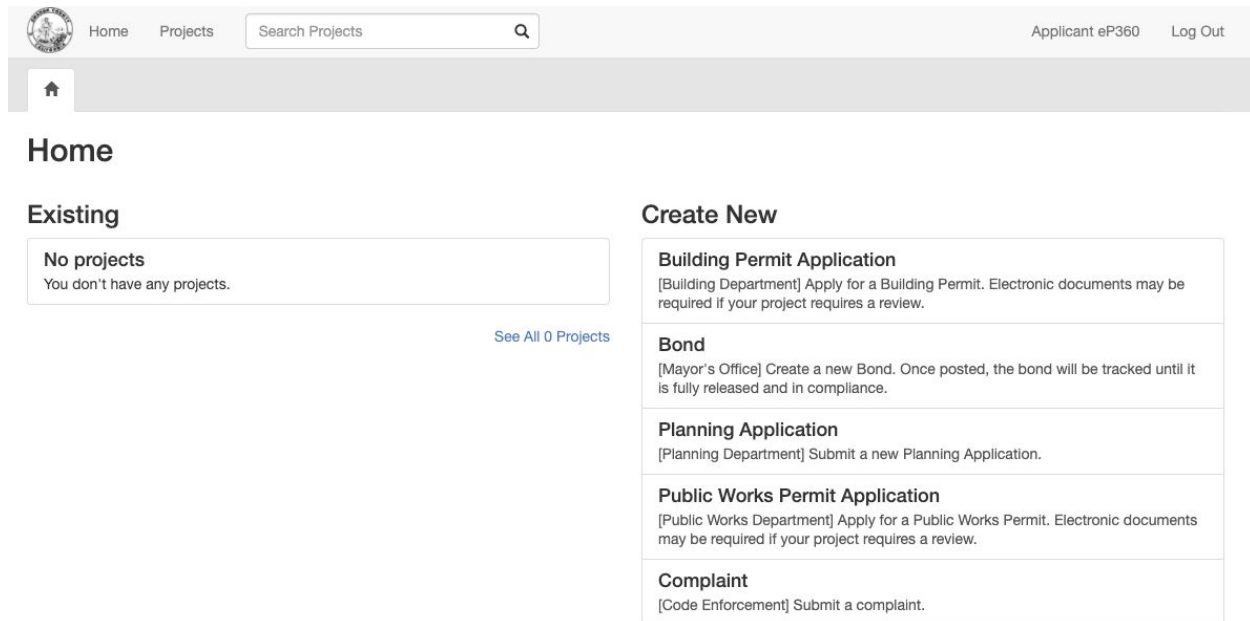 Home Projects Search Projects Applicant eP360 Log Out
Home
Existing
No projects
You don't have any projects.
See All 0 Projects
Create New
Building Permit Application
[Building Department] Apply for a Building Permit. Electronic documents may be
required if your project requires a review.
Bond
[Mayor's Office] Create a new Bond. Once posted, the bond will be tracked until it
is fully released and in compliance.
Planning Application
[Planning Department] Submit a new Planning Application.
Public Works Permit Application
[Public Works Department] Apply for a Public Works Permit. Electronic documents
may be required if your project requires a review.
Complaint
[Code Enforcement] Submit a complaint.